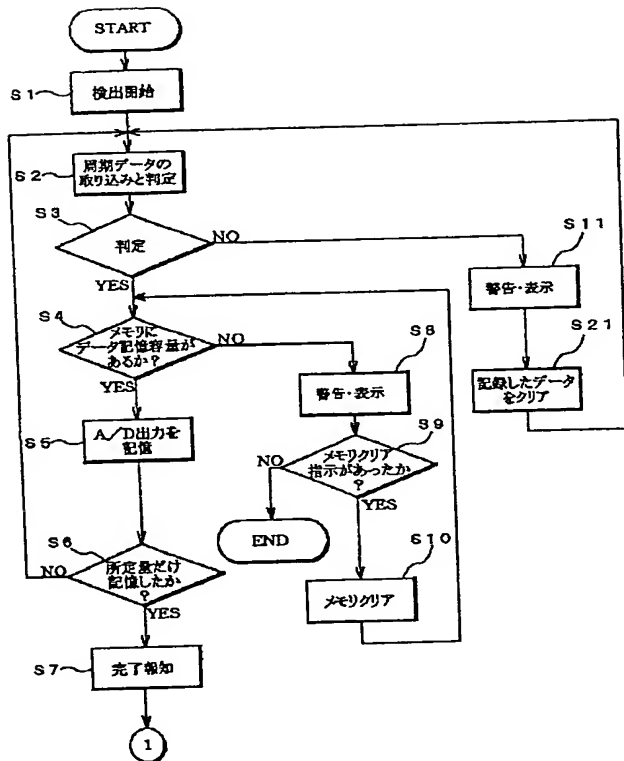 START
S1
検出開始
S2
周期データの
取り込みと判定
S3
判定
NO
YES
S11
警告・表示
S21
記録したデータ
をクリア
S4
メモリに
データ記憶容量が
あるか?
NO
YES
S8
警告・表示
S5
A/D出力を
記憶
S9
メモリクリア
指示があったか
?
NO
YES
END
S10
メモリクリア
S6
所定量だけ
記憶したか
?
NO
YES
S7
完了報知
1